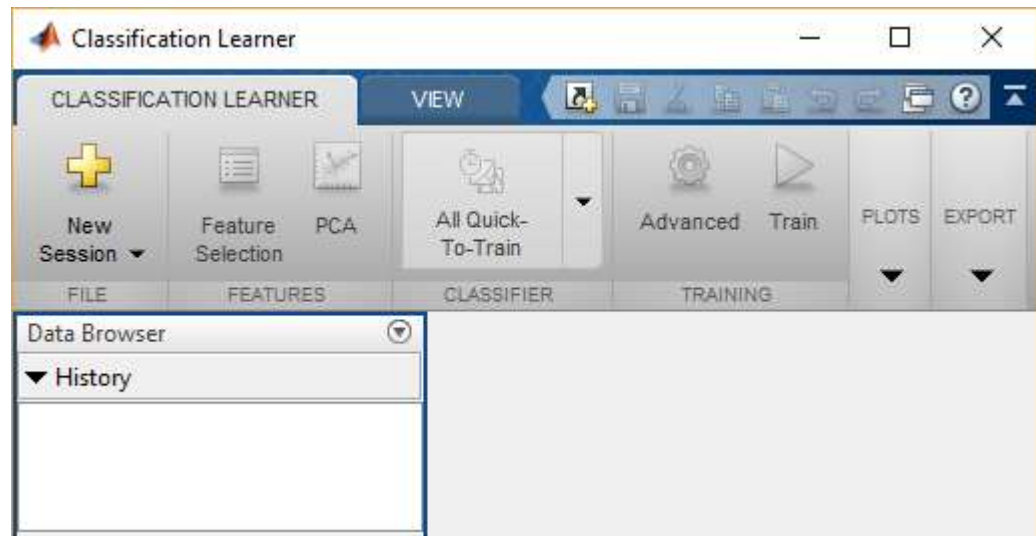 Classification Learner
CLASSIFICATION LEARNER VIEW
New Session
Feature Selection
PCA
All Quick-To-Train
Advanced
Train
PLOTS
EXPORT
FILE FEATURES CLASSIFIER TRAINING
Data Browser
History